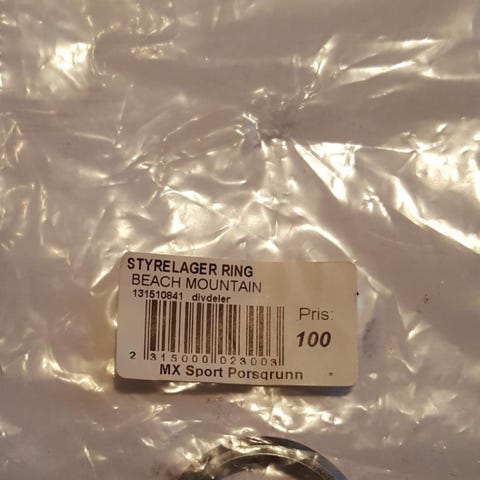 STYRELAGER RING
BEACH MOUNTAIN
131510841 divdeler
Pris:
100
2 315000 023003
MX Sport Porsgrunn